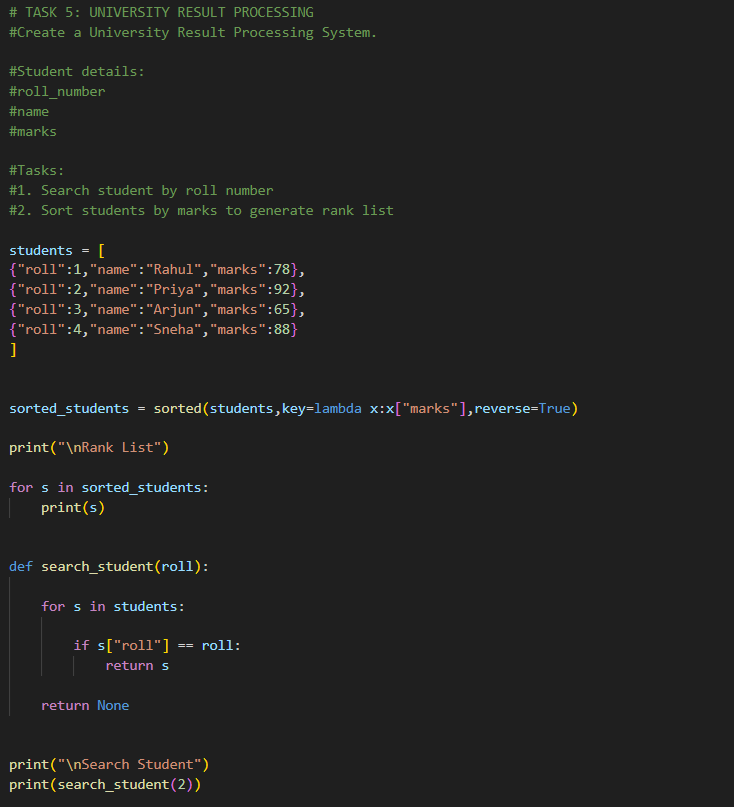 # TASK 5: UNIVERSITY RESULT PROCESSING
#Create a University Result Processing System.
#Student details:
#roll_number
#name
#marks
#Tasks:
#1. Search student by roll number
#2. Sort students by marks to generate rank list
students = [
{"roll":1,"name":"Rahul","marks":78},
{"roll":2,"name":"Priya","marks":92},
{"roll":3,"name":"Arjun","marks":65},
{"roll":4,"name":"Sneha","marks":88}
]
sorted_students = sorted(students,key=lambda x:x["marks"],reverse=True)
print("\nRank List")
for s in sorted_students:
    print(s)
def search_student(roll):
    for s in students:
        if s["roll"] == roll:
            return s
    return None
print("\nSearch Student")
print(search_student(2))